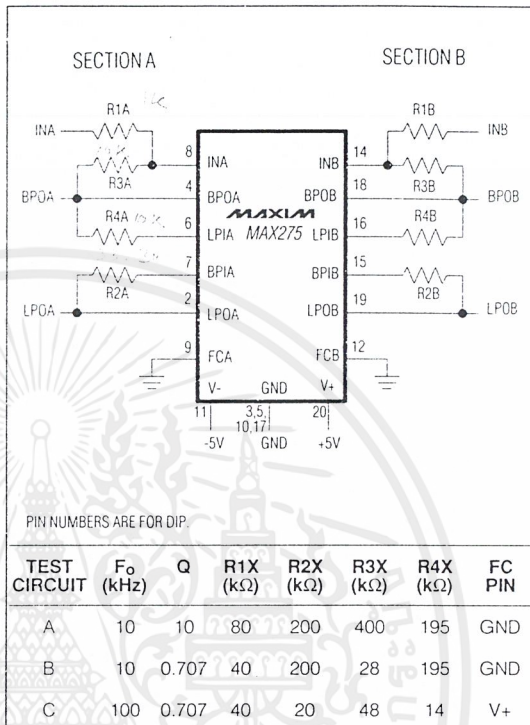 SECTION A
SECTION B
R1A
R1B
INA
INB
8
INA
INB
14
R3A
R3B
BPOA
4
BPOA
BPOB
18
BPOB
MAXIM
MAX275
R4A
6
LPIA
LPIB
16
R4B
7
BPIA
BPIB
15
R2A
R2B
LPOA
2
LPOA
LPOB
19
LPOB
9
FCA
FCB
12
V- GND V+
11 3,5, 20
10,17
-5V GND +5V
PIN NUMBERS ARE FOR DIP.
TEST CIRCUIT Fo (kHz) Q R1X (kΩ) R2X (kΩ) R3X (kΩ) R4X (kΩ) FC PIN
A 10 10 80 200 400 195 GND
B 10 0.707 40 200 28 195 GND
C 100 0.707 40 20 48 14 V+